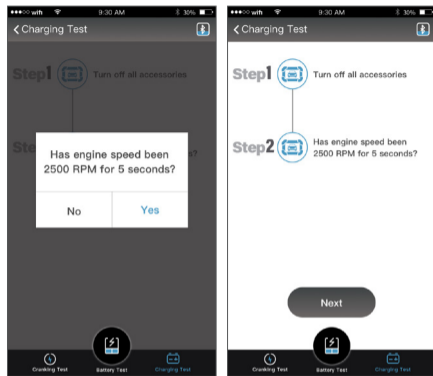 •••○○ wifi 9:30 AM 30%
Charging Test
Step1 Turn off all accessories
Ste s?
Has engine speed been
2500 RPM for 5 seconds?
No Yes
Cranking Test Battery Test Charging Test
•••○○ wifi 9:30 AM 30%
Charging Test
Step1 Turn off all accessories
Step2 Has engine speed been
2500 RPM for 5 seconds?
Next
Cranking Test Battery Test Charging Test